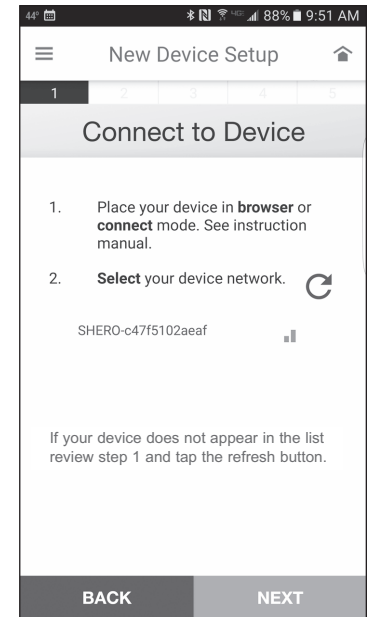 44° 4GE 88% 9:51 AM
New Device Setup
1 2 3 4 5
Connect to Device
1. Place your device in browser or
connect mode. See instruction
manual.
2. Select your device network.
SHERO-c47f5102aeaf
If your device does not appear in the list
review step 1 and tap the refresh button.
BACK NEXT